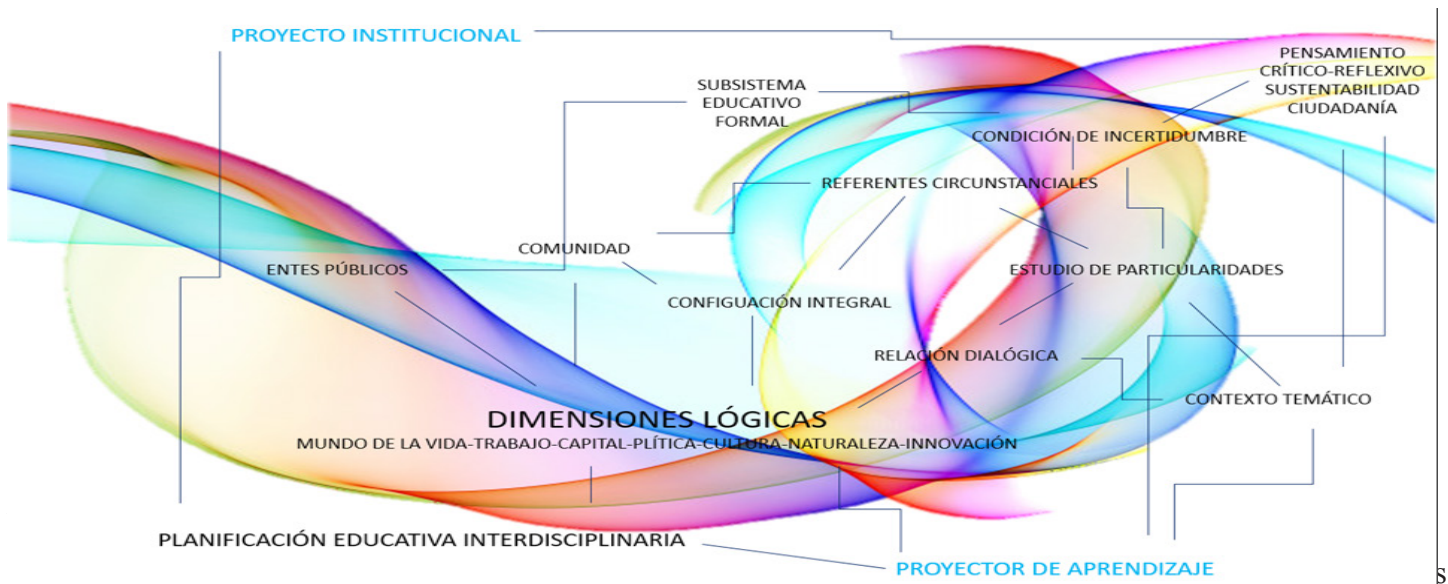 PROYECTO INSTITUCIONAL
PENSAMIENTO
CRÍTICO-REFLEXIVO
SUSTENTABILIDAD
CIUDADANÍA
SUBSISTEMA
EDUCATIVO
FORMAL
CONDICIÓN DE INCERTIDUMBRE
REFERENTES CIRCUNSTANCIALES
COMUNIDAD
ENTES PÚBLICOS
ESTUDIO DE PARTICULARIDADES
CONFIGUACIÓN INTEGRAL
RELACIÓN DIALÓGICA
CONTEXTO TEMÁTICO
DIMENSIONES LÓGICAS
MUNDO DE LA VIDA-TRABAJO-CAPITAL-PLÍTICA-CULTURA-NATURALEZA-INNOVACIÓN
PLANIFICACIÓN EDUCATIVA INTERDISCIPLINARIA
PROYECTOR DE APRENDIZAJE
S